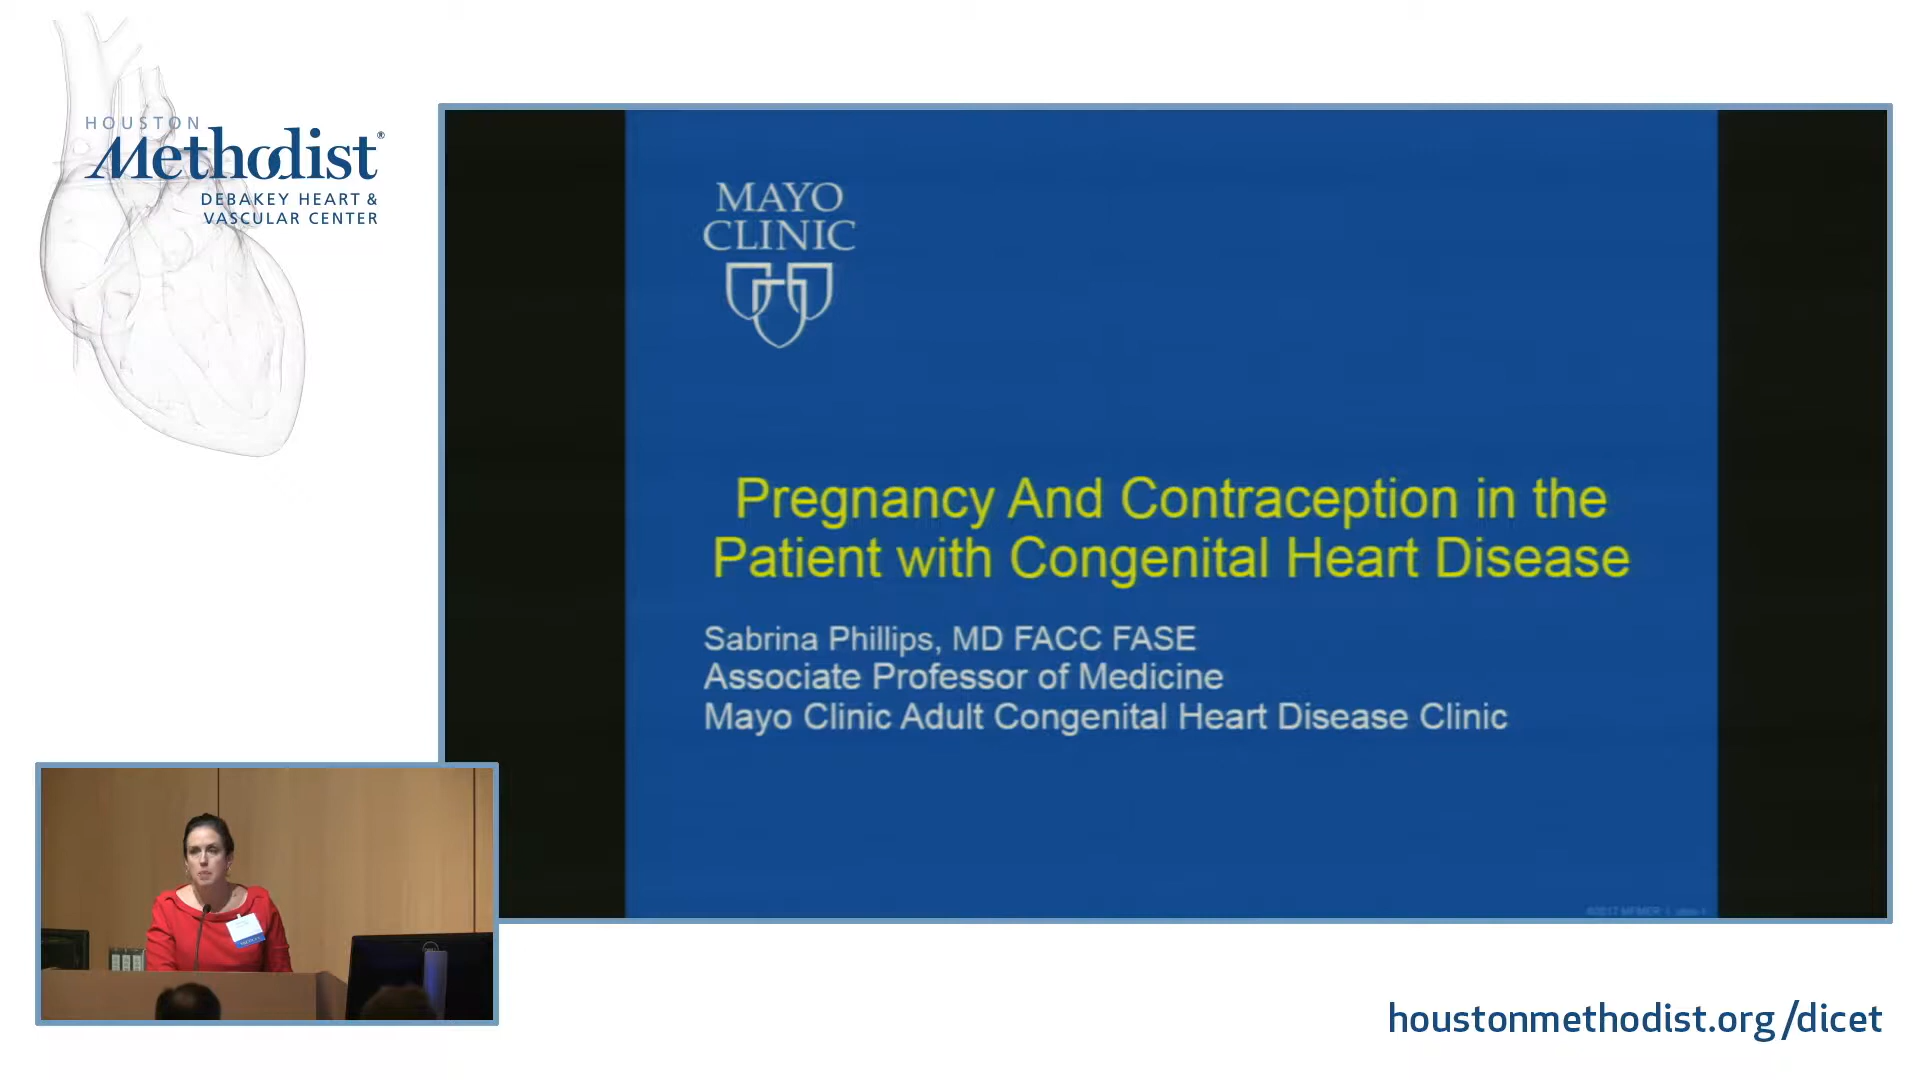 HOUSTON
Methodist®
DEBAKEY HEART &
VASCULAR CENTER
MAYO
CLINIC
Pregnancy And Contraception in the
Patient with Congenital Heart Disease
Sabrina Phillips, MD FACC FASE
Associate Professor of Medicine
Mayo Clinic Adult Congenital Heart Disease Clinic
houstonmethodist.org/dicet